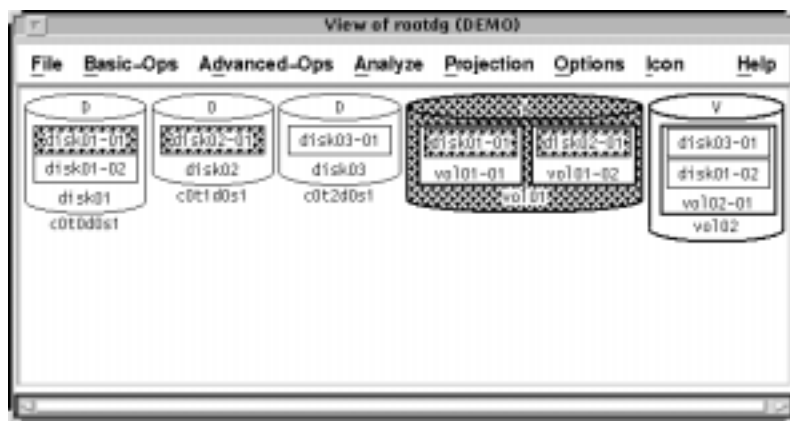 View of rootdg (DEMO)
File Basic-Ops Advanced-Ops Analyze Projection Options Icon Help
D
disk01-01
disk01-02
disk01
c0t0d0s1
D
disk02-01
disk02
c0t1d0s1
D
disk03-01
disk03
c0t2d0s1
disk01-01
vol01-01
disk02-01
vol01-02
vol01
V
disk03-01
disk01-02
vol02-01
vol02